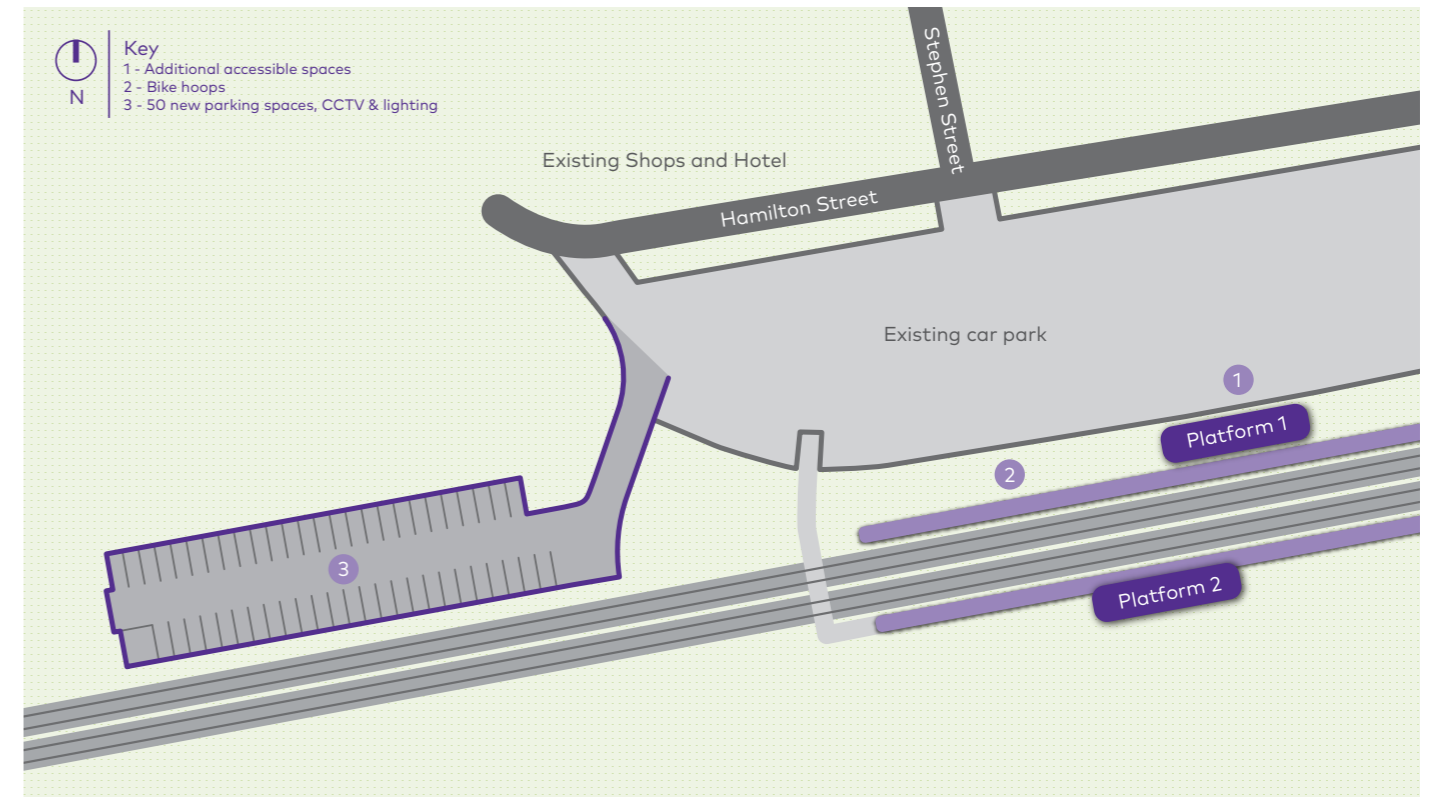 Key
1 - Additional accessible spaces
2 - Bike hoops
3 - 50 new parking spaces, CCTV & lighting
N
Stephen Street
Existing Shops and Hotel
Hamilton Street
Existing car park
1
Platform 1
2
3
Platform 2